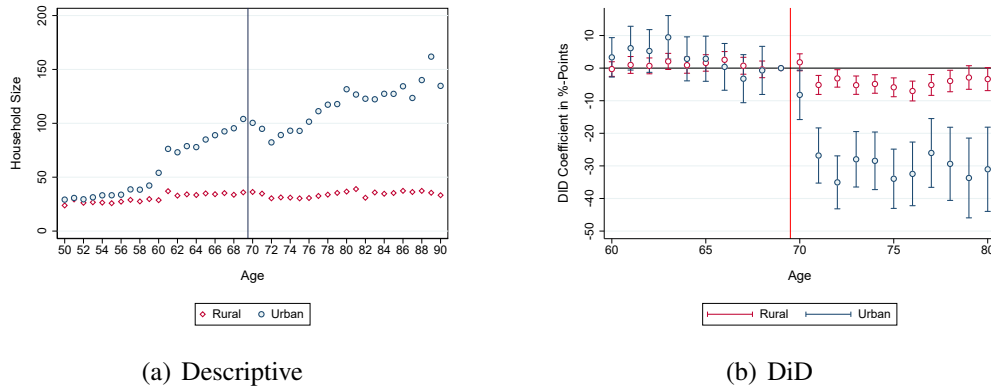 200
150
100
50
0
Household Size
50 52 54 56 58 60 62 64 66 68 70 72 74 76 78 80 82 84 86 88 90
Age
Rural Urban
(a) Descriptive
10
0
-10
-20
-30
-40
-50
DID Coefficient in %-Points
60 65 70 75 80
Age
Rural Urban
(b) DiD